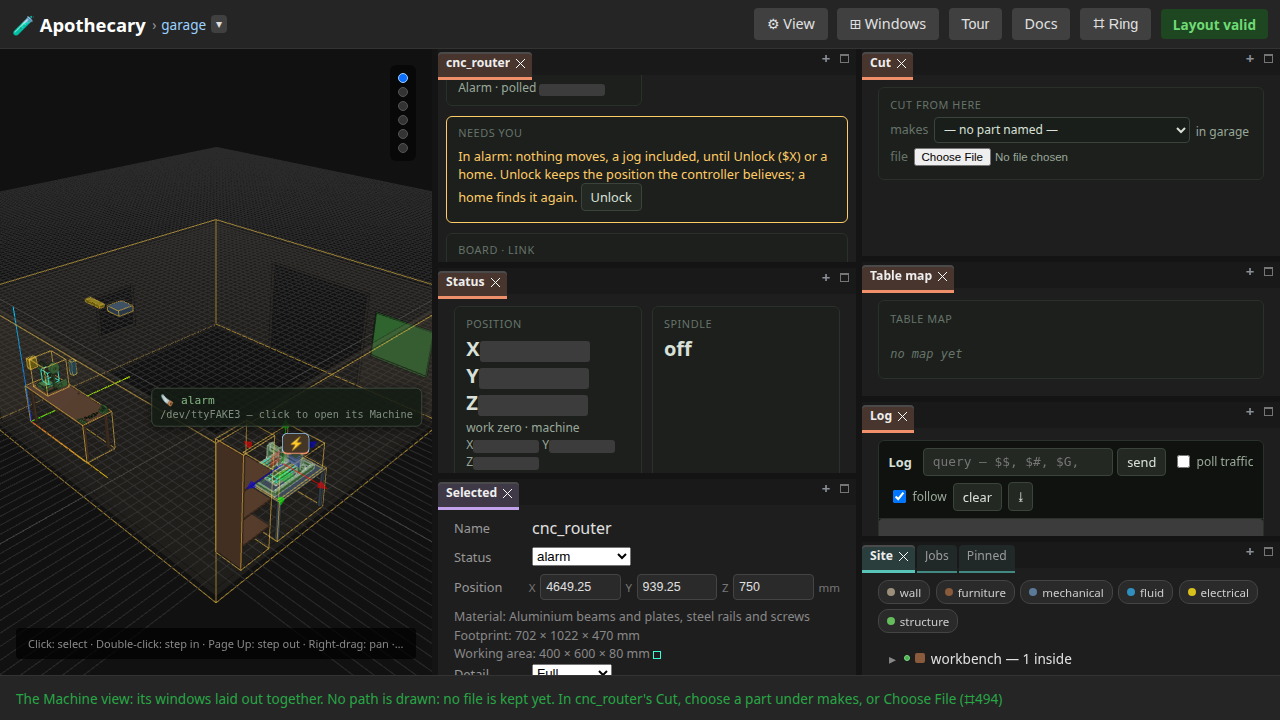 Apothecary › garage ▾
⚙ View
⊞ Windows
Tour
Docs
⌗ Ring
Layout valid
alarm
/dev/ttyFAKE3 — click to open its Machine
Click: select · Double-click: step in · Page Up: step out · Right-drag: pan ·...
cnc_router
Alarm · polled
NEEDS YOU
In alarm: nothing moves, a jog included, until Unlock ($X) or a
home. Unlock keeps the position the controller believes; a
home finds it again. Unlock
BOARD · LINK
Status
POSITION
X
Y
Z
work zero · machine
X Y
Z
SPINDLE
off
Selected
Name cnc_router
Status alarm
Position X 4649.25 Y 939.25 Z 750 mm
Material: Aluminium beams and plates, steel rails and screws
Footprint: 702 × 1022 × 470 mm
Working area: 400 × 600 × 80 mm
Detail Full
Cut
CUT FROM HERE
makes — no part named — in garage
file Choose File No file chosen
Table map
TABLE MAP
no map yet
Log
Log query — $$, $#, $G, send poll traffic
follow clear ⤓
Site Jobs Pinned
wall furniture mechanical fluid electrical
structure
▸ workbench — 1 inside
The Machine view: its windows laid out together. No path is drawn: no file is kept yet. In cnc_router's Cut, choose a part under makes, or Choose File (⌗494)